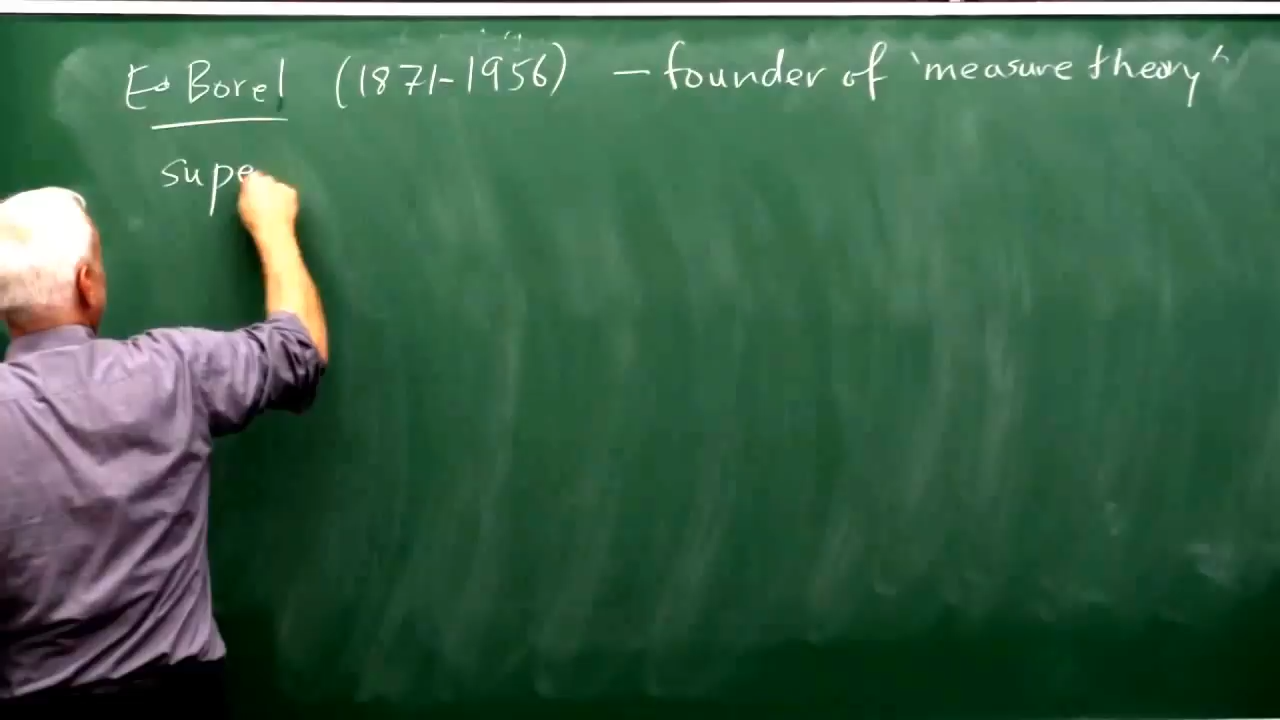 E. Borel (1871-1956) — founder of 'measure theory'
supe